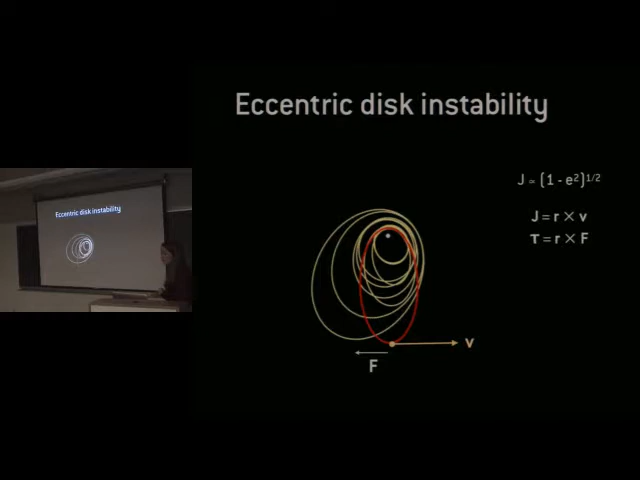 Eccentric disk instability
J = (1 - e²)¹/²
J = r × v
τ = r × F
v
F
Eccentric disk instability